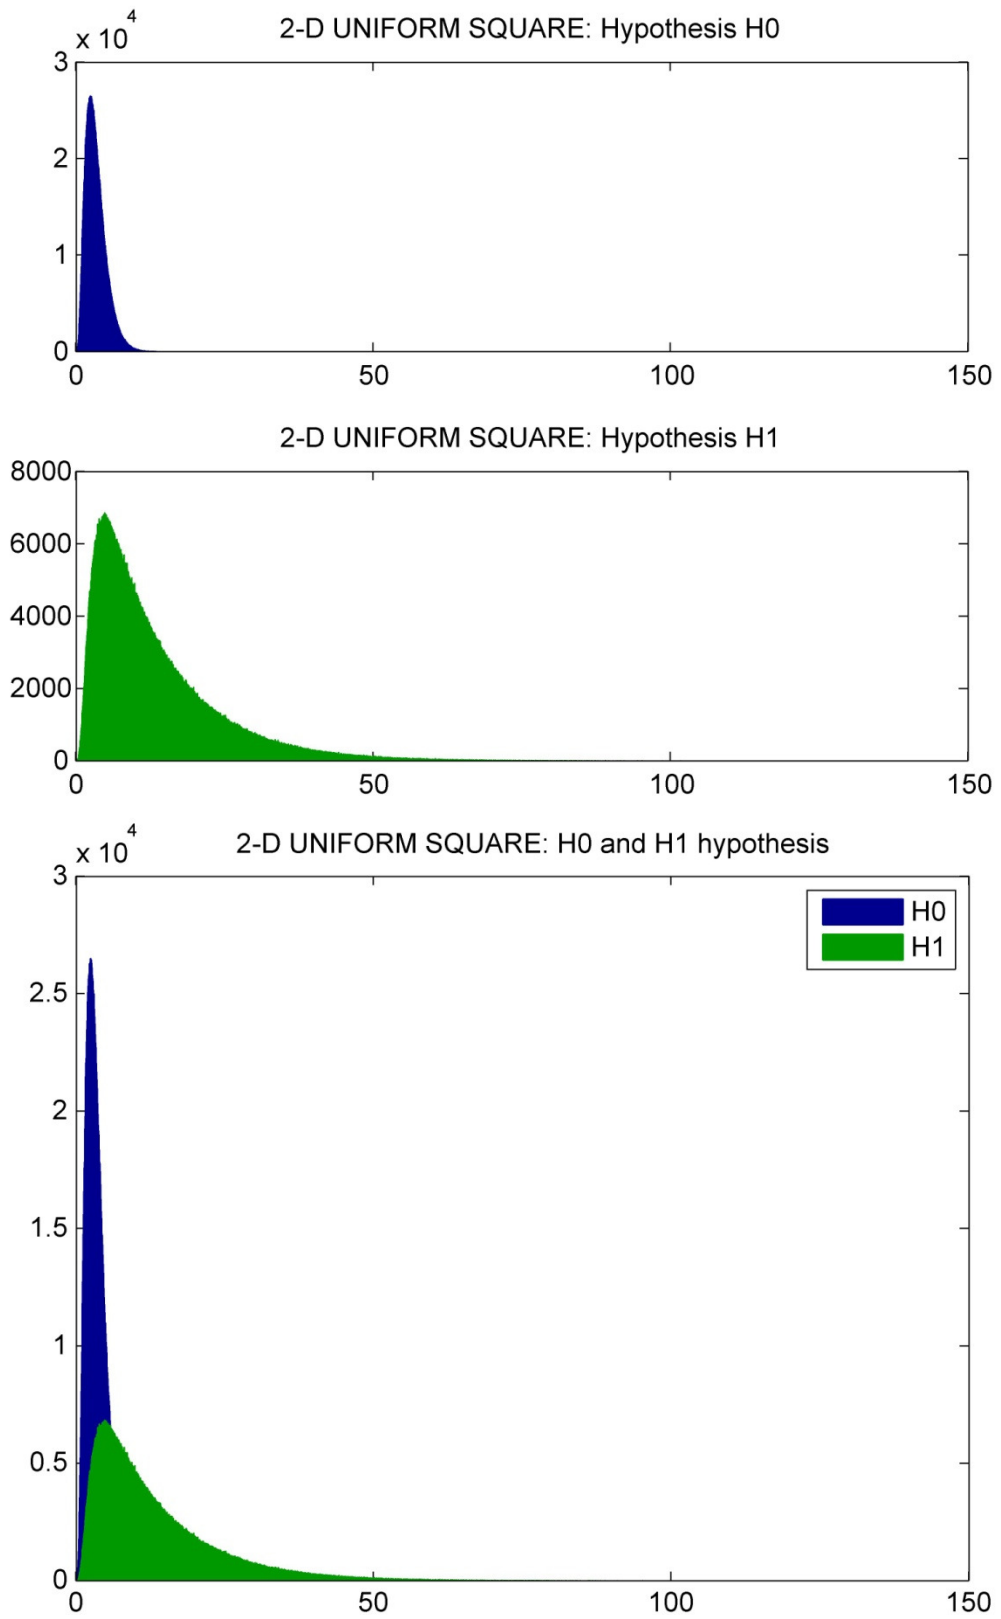 2-D UNIFORM SQUARE: Hypothesis H0
x 10^4
3
2
1
0
0 50 100 150
2-D UNIFORM SQUARE: Hypothesis H1
8000
6000
4000
2000
0
0 50 100 150
2-D UNIFORM SQUARE: H0 and H1 hypothesis
x 10^4
3
H0
H1
2.5
2
1.5
1
0.5
0
0 50 100 150